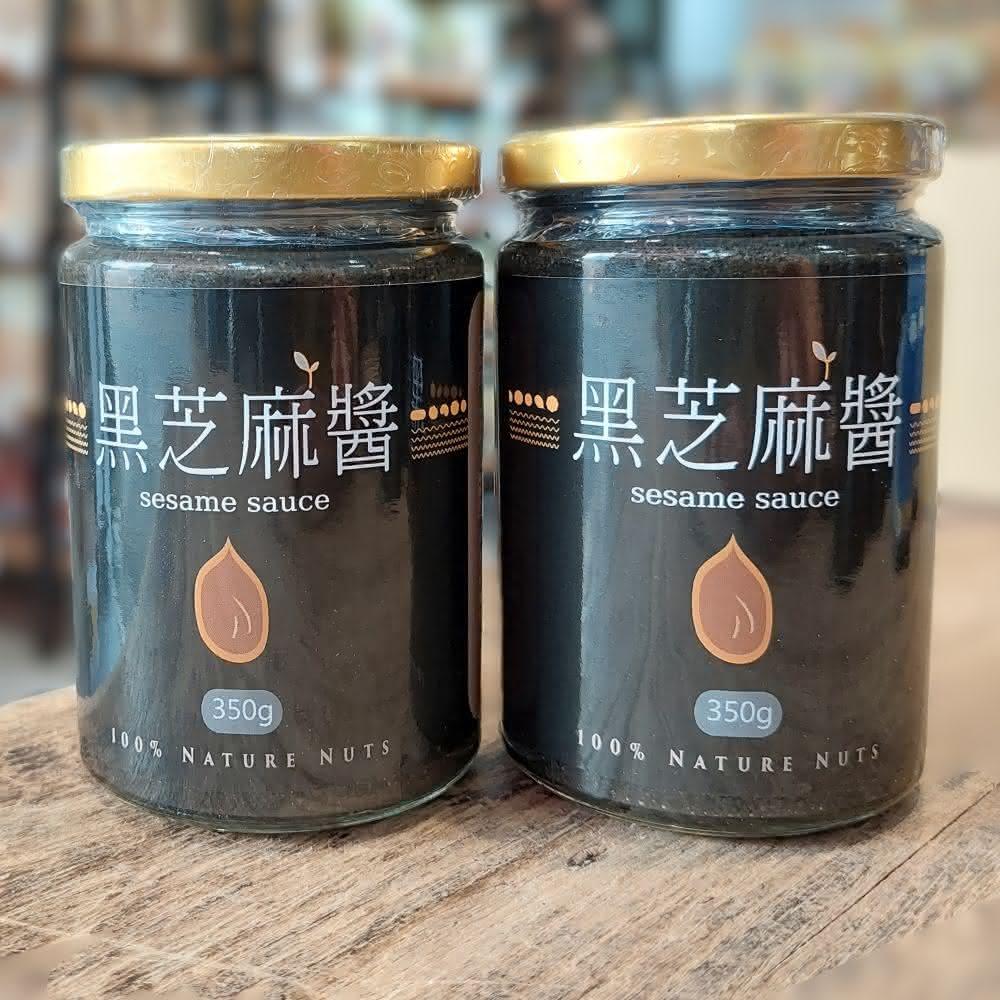 黑芝麻醬
sesame sauce
350g
100% NATURE NUTS
黑芝麻醬
sesame sauce
350g
100% NATURE NUTS